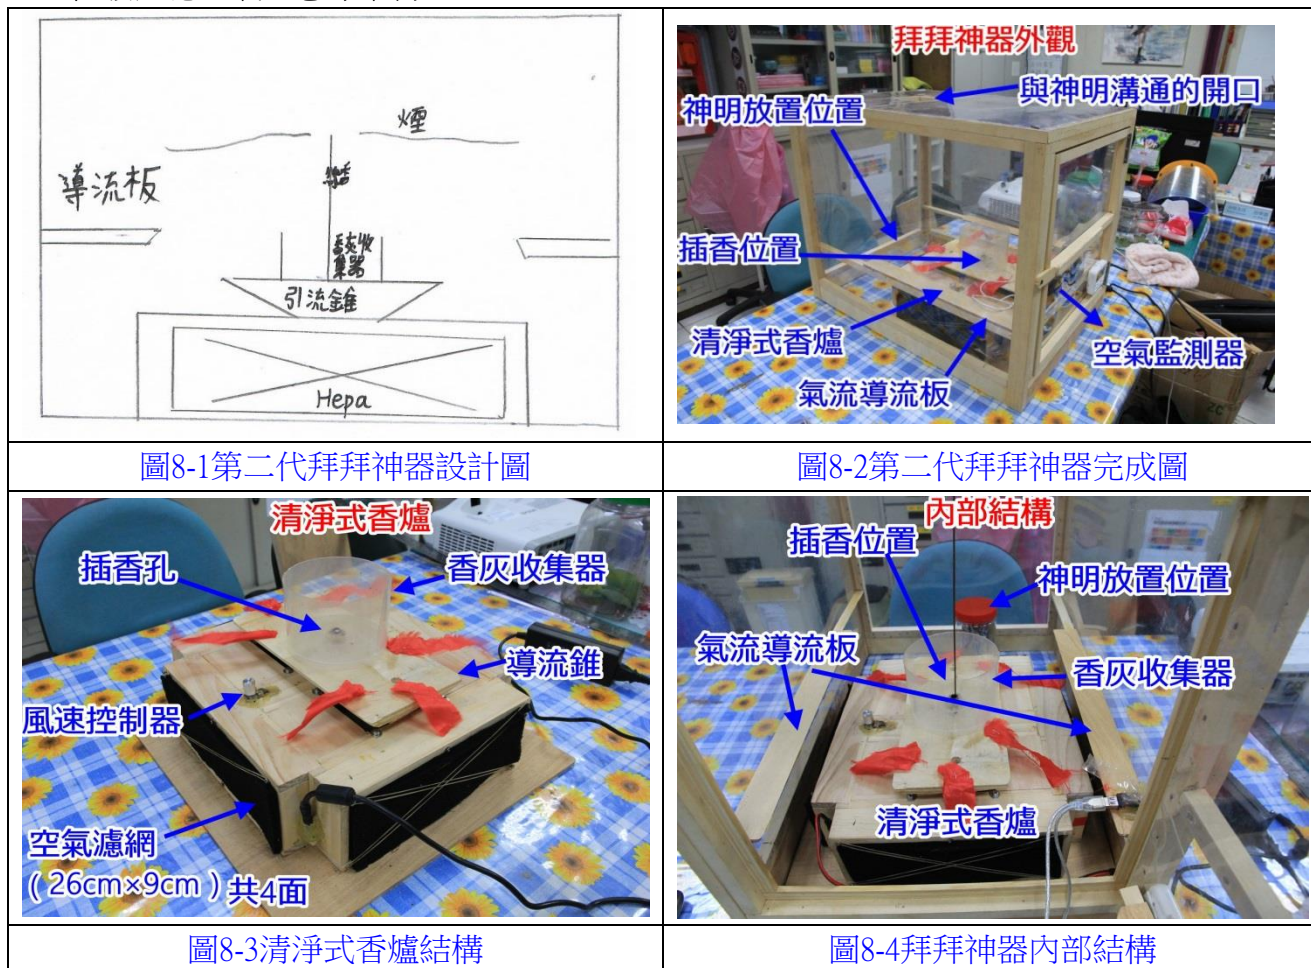 煙
導流板
引流錐
Hepa
拜拜神器外觀
與神明溝通的開口
神明放置位置
插香位置
清淨式香爐
氣流導流板
空氣監測器
圖8-1第二代拜拜神器設計圖
圖8-2第二代拜拜神器完成圖
清淨式香爐
插香孔
香灰收集器
導流錐
風速控制器
空氣濾網
(26cm×9cm)共4面
內部結構
插香位置
神明放置位置
氣流導流板
香灰收集器
清淨式香爐
圖8-3清淨式香爐結構
圖8-4拜拜神器內部結構